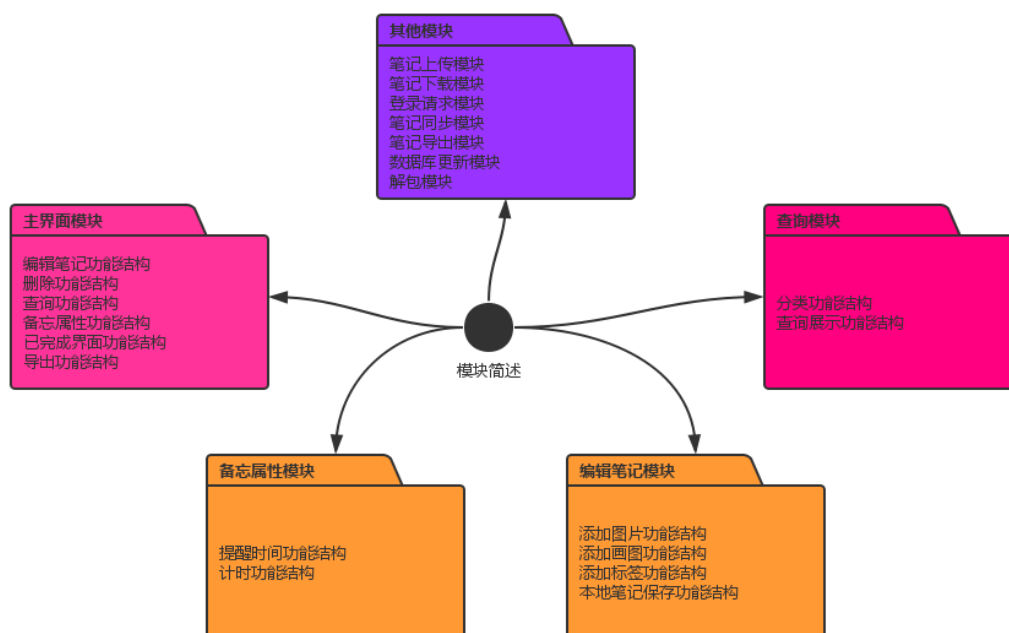 其他模块
笔记上传模块
笔记下载模块
登录请求模块
笔记同步模块
笔记导出模块
数据库更新模块
解包模块
主界面模块
编辑笔记功能结构
删除功能结构
查询功能结构
备忘属性功能结构
已完成界面功能结构
导出功能结构
查询模块
分类功能结构
查询展示功能结构
模块简述
备忘属性模块
提醒时间功能结构
计时功能结构
编辑笔记模块
添加图片功能结构
添加画图功能结构
添加标签功能结构
本地笔记保存功能结构